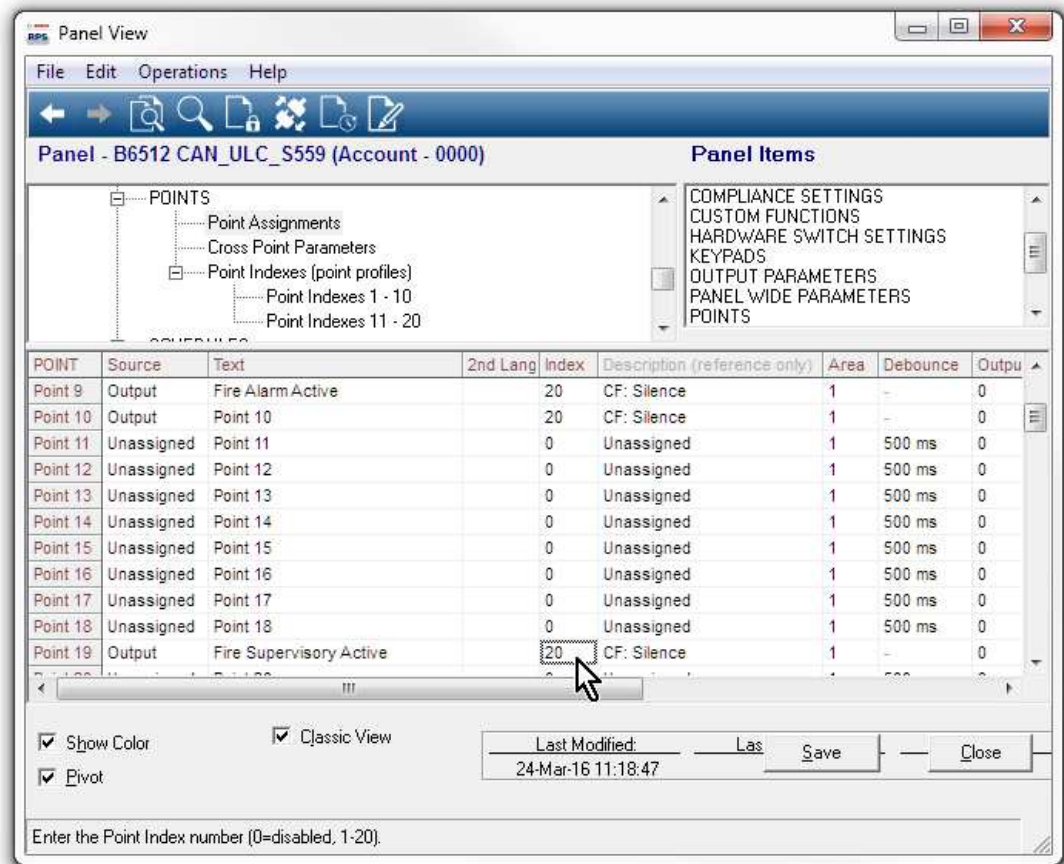 RPS Panel View
File Edit Operations Help
Panel - B6512 CAN_ULC_S559 (Account - 0000) Panel Items
POINTS
Point Assignments
Cross Point Parameters
Point Indexes (point profiles)
Point Indexes 1 - 10
Point Indexes 11 - 20
COMPLIANCE SETTINGS
CUSTOM FUNCTIONS
HARDWARE SWITCH SETTINGS
KEYPADS
OUTPUT PARAMETERS
PANEL WIDE PARAMETERS
POINTS
POINT Source Text 2nd Lang Index Description (reference only) Area Debounce Outpu
Point 9 Output Fire Alarm Active 20 CF: Silence 1 - 0
Point 10 Output Point 10 20 CF: Silence 1 - 0
Point 11 Unassigned Point 11 0 Unassigned 1 500 ms 0
Point 12 Unassigned Point 12 0 Unassigned 1 500 ms 0
Point 13 Unassigned Point 13 0 Unassigned 1 500 ms 0
Point 14 Unassigned Point 14 0 Unassigned 1 500 ms 0
Point 15 Unassigned Point 15 0 Unassigned 1 500 ms 0
Point 16 Unassigned Point 16 0 Unassigned 1 500 ms 0
Point 17 Unassigned Point 17 0 Unassigned 1 500 ms 0
Point 18 Unassigned Point 18 0 Unassigned 1 500 ms 0
Point 19 Output Fire Supervisory Active 20 CF: Silence 1 - 0
Show Color Classic View Last Modified: Las Save Close
Pivot 24-Mar-16 11:18:47
Enter the Point Index number (0=disabled, 1-20).